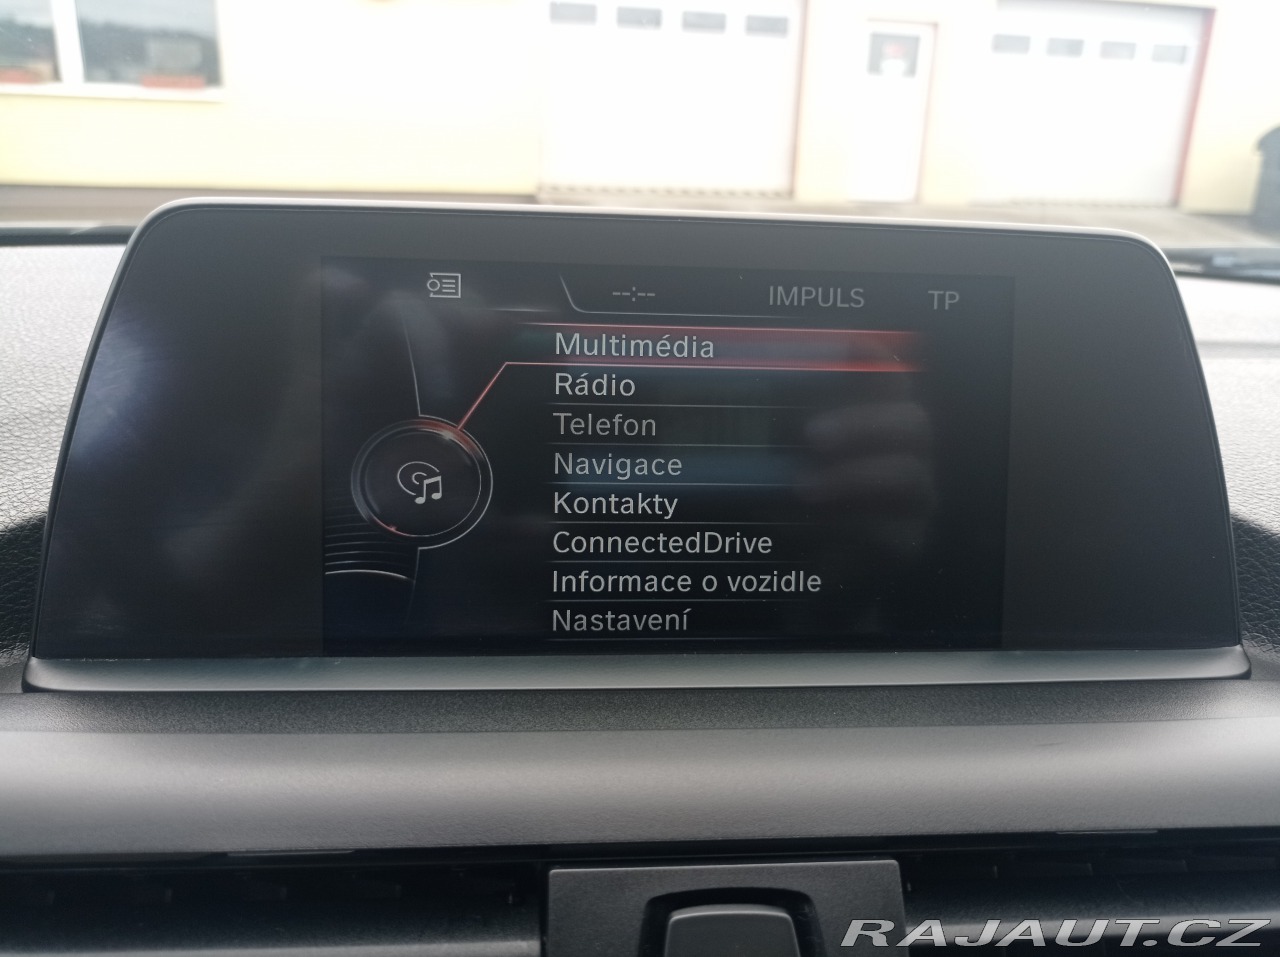 --:-- IMPULS TP
Multimédia
Rádio
Telefon
Navigace
Kontakty
ConnectedDrive
Informace o vozidle
Nastavení
RAJAUT.CZ